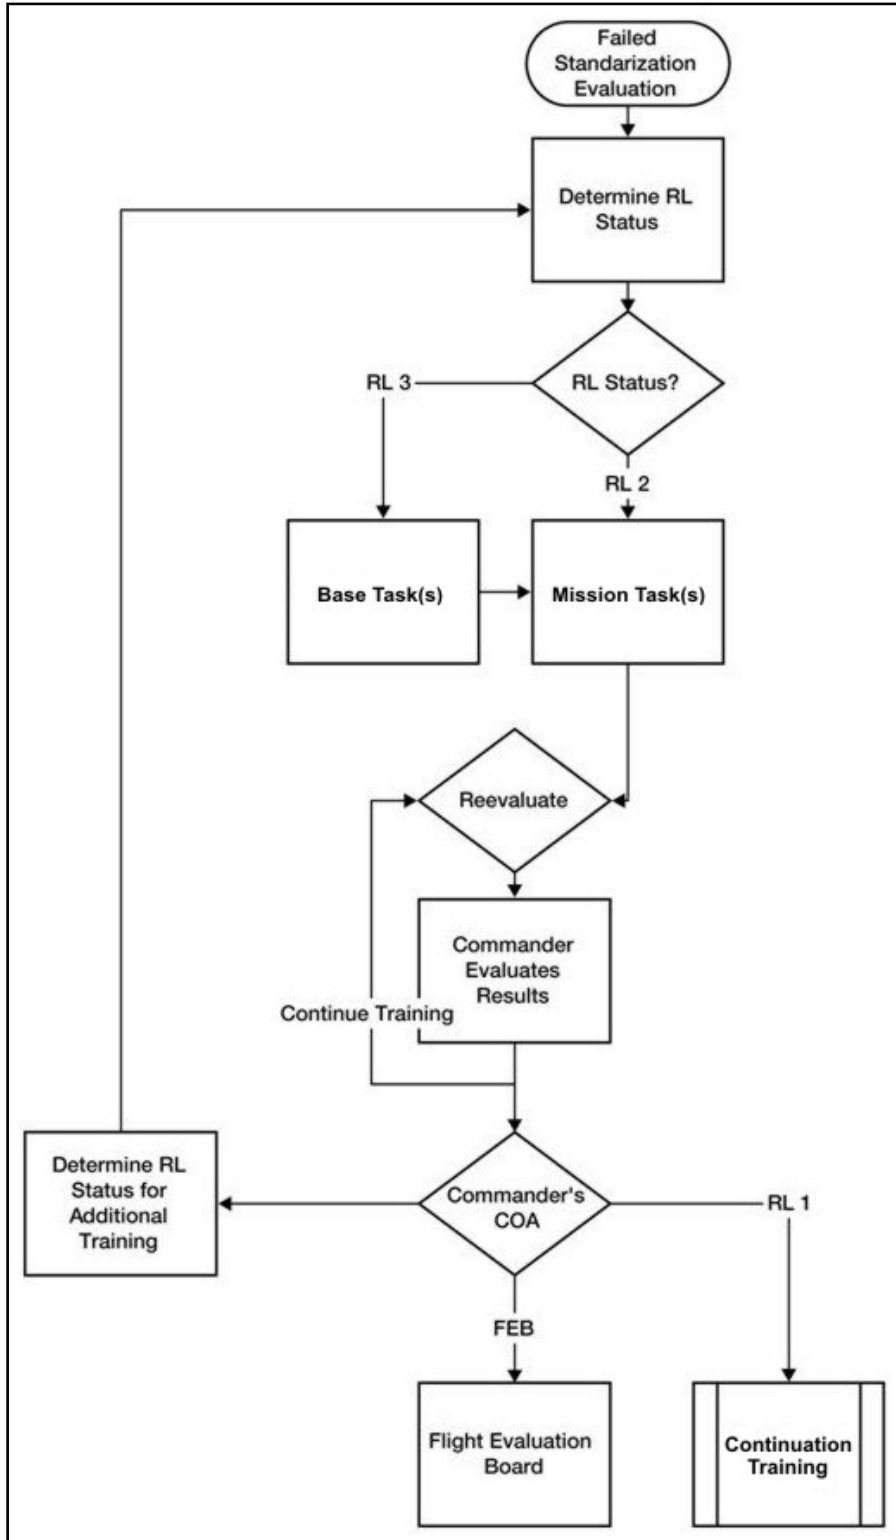 Failed
Standarization
Evaluation
Determine RL
Status
RL Status?
RL 3
RL 2
Base Task(s)
Mission Task(s)
Reevaluate
Commander
Evaluates
Results
Continue Training
Determine RL
Status for
Additional
Training
Commander's
COA
RL 1
FEB
Flight Evaluation
Board
Continuation
Training